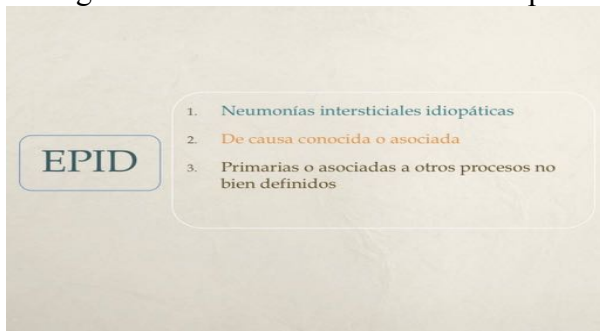 EPID
1. Neumonías intersticiales idiopáticas
2. De causa conocida o asociada
3. Primarias o asociadas a otros procesos no
bien definidos